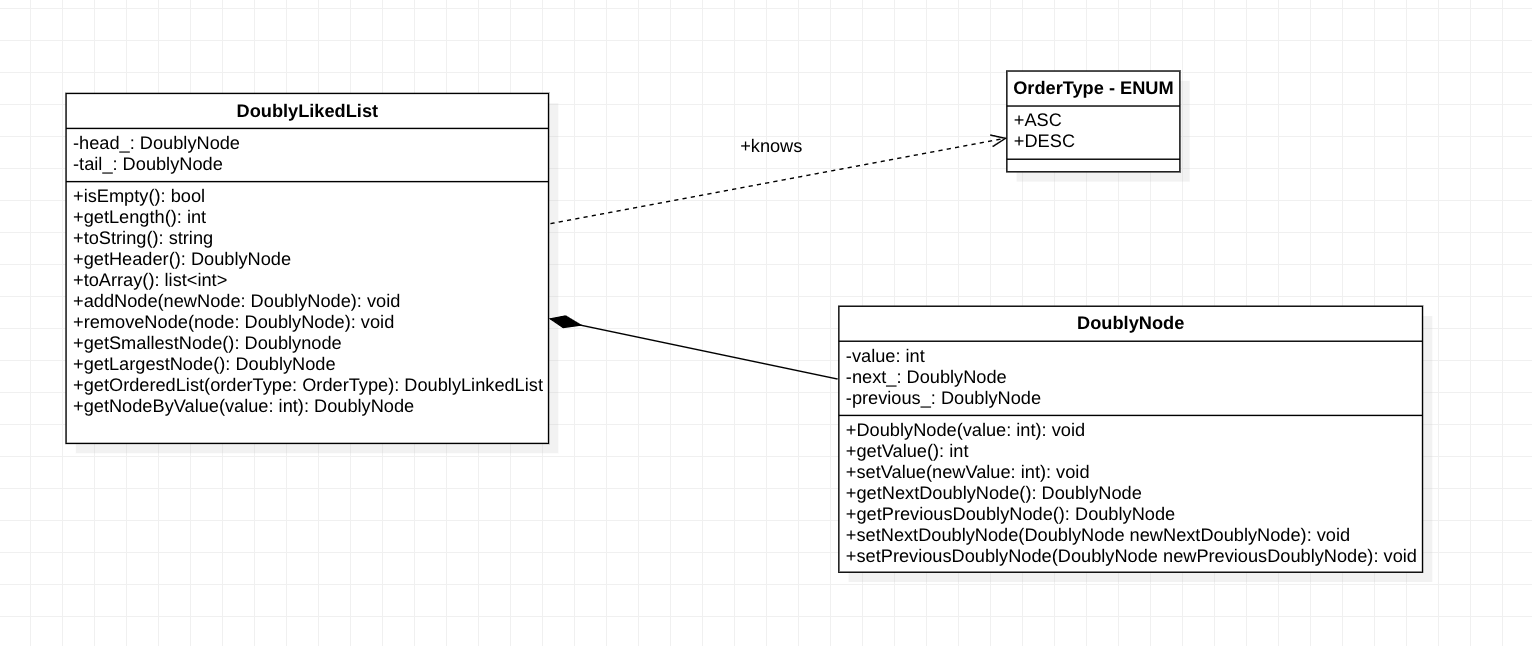 DoublyLikedList
-head_: DoublyNode
-tail_: DoublyNode
+isEmpty(): bool
+getLength(): int
+toString(): string
+getHeader(): DoublyNode
+toArray(): list<int>
+addNode(newNode: DoublyNode): void
+removeNode(node: DoublyNode): void
+getSmallestNode(): Doublynode
+getLargestNode(): DoublyNode
+getOrderedList(orderType: OrderType): DoublyLinkedList
+getNodeByValue(value: int): DoublyNode
+knows
OrderType - ENUM
+ASC
+DESC
DoublyNode
-value: int
-next_: DoublyNode
-previous_: DoublyNode
+DoublyNode(value: int): void
+getValue(): int
+setValue(newValue: int): void
+getNextDoublyNode(): DoublyNode
+getPreviousDoublyNode(): DoublyNode
+setNextDoublyNode(DoublyNode newNextDoublyNode): void
+setPreviousDoublyNode(DoublyNode newPreviousDoublyNode): void